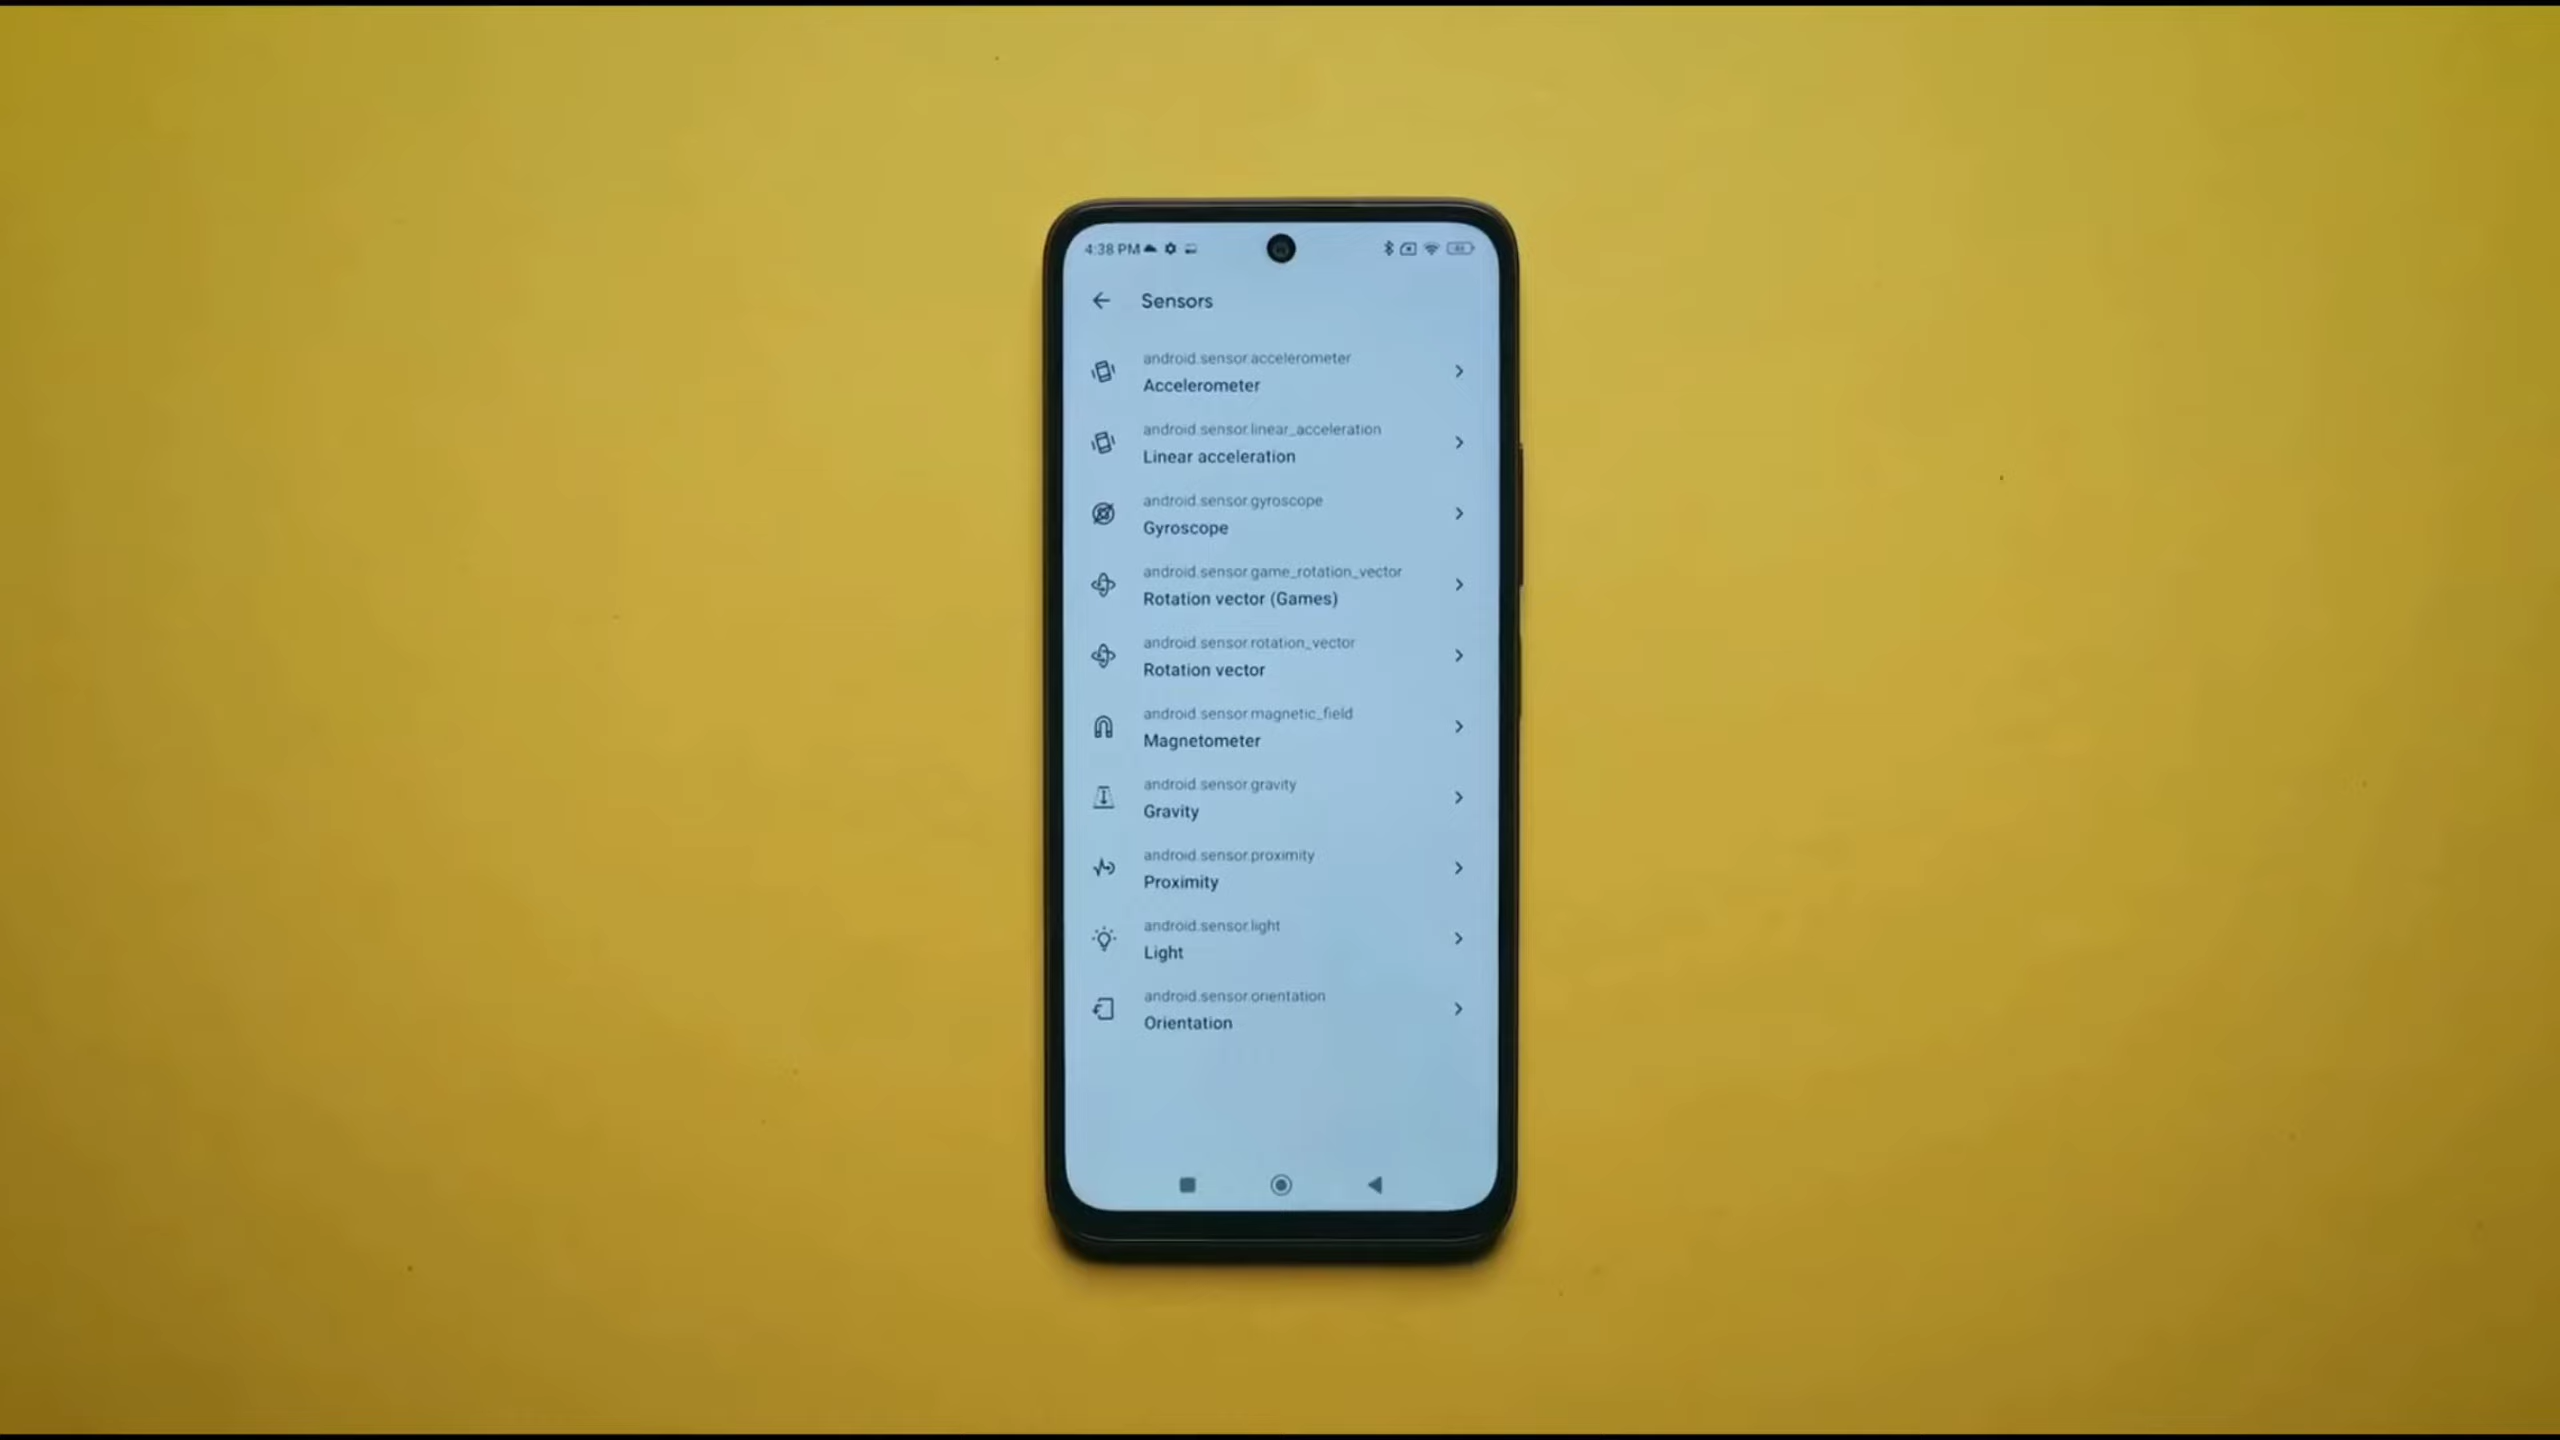 4:38 PM
Sensors
android.sensor.accelerometer
Accelerometer
android.sensor.linear_acceleration
Linear acceleration
android.sensor.gyroscope
Gyroscope
android.sensor.game_rotation_vector
Rotation vector (Games)
android.sensor.rotation_vector
Rotation vector
android.sensor.magnetic_field
Magnetometer
android.sensor.gravity
Gravity
android.sensor.proximity
Proximity
android.sensor.light
Light
android.sensor.orientation
Orientation